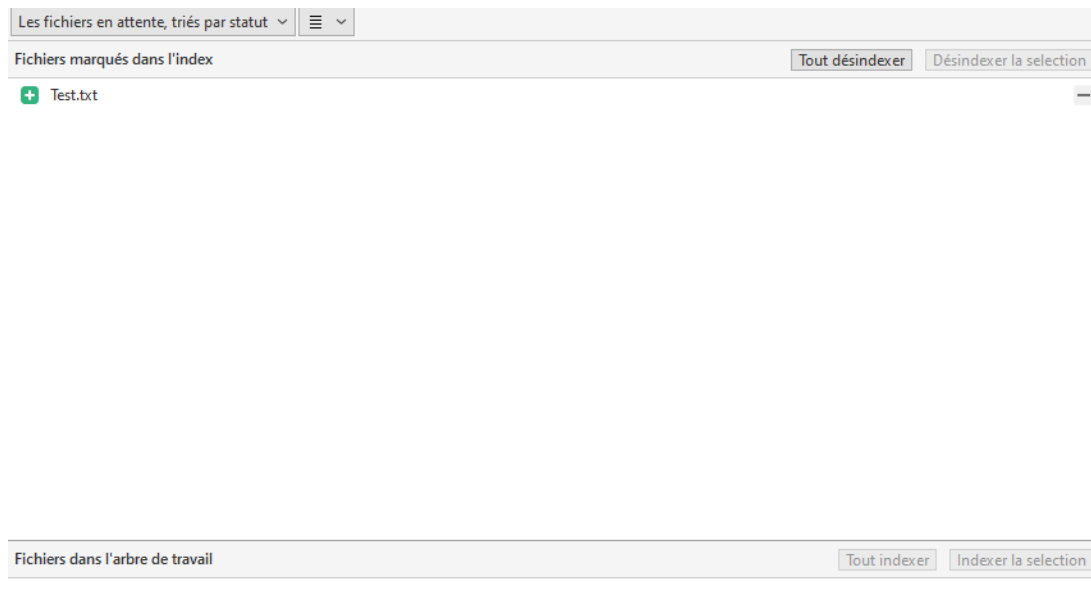 Les fichiers en attente, triés par statut
Fichiers marqués dans l'index Tout désindexer Désindexer la selection
Test.txt
Fichiers dans l'arbre de travail Tout indexer Indexer la selection